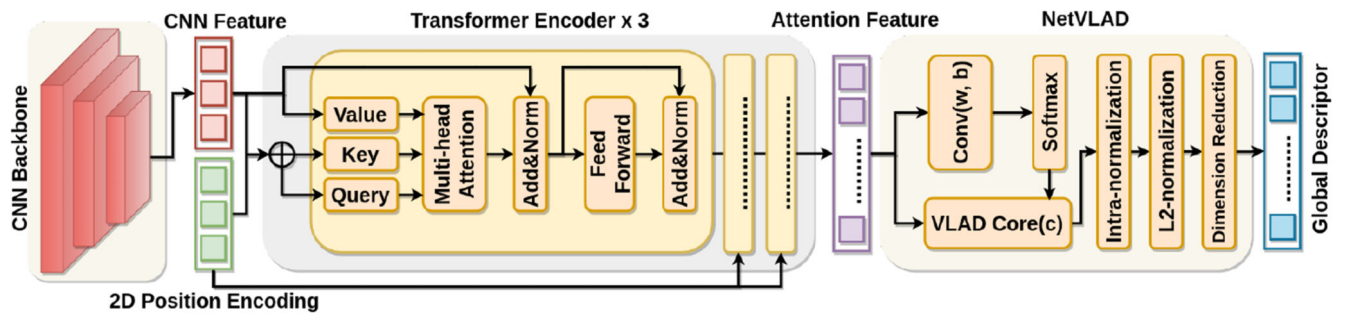 CNN Feature
Transformer Encoder x 3
Attention Feature
NetVLAD
CNN Backbone
Value
Key
Query
Multi-head
Attention
Add&Norm
Feed
Forward
Add&Norm
Conv(w, b)
Softmax
VLAD Core(c)
Intra-normalization
L2-normalization
Dimension Reduction
Global Descriptor
2D Position Encoding